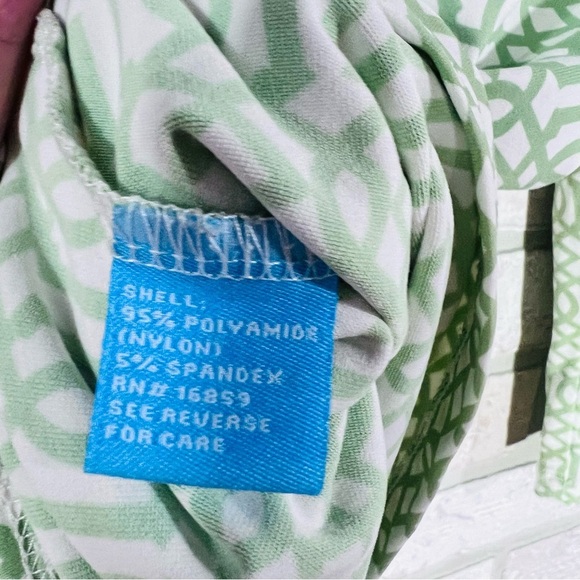 SHELL:
95% POLYAMIDE
(NYLON)
5% SPANDEX
RN# 16859
SEE REVERSE
FOR CARE